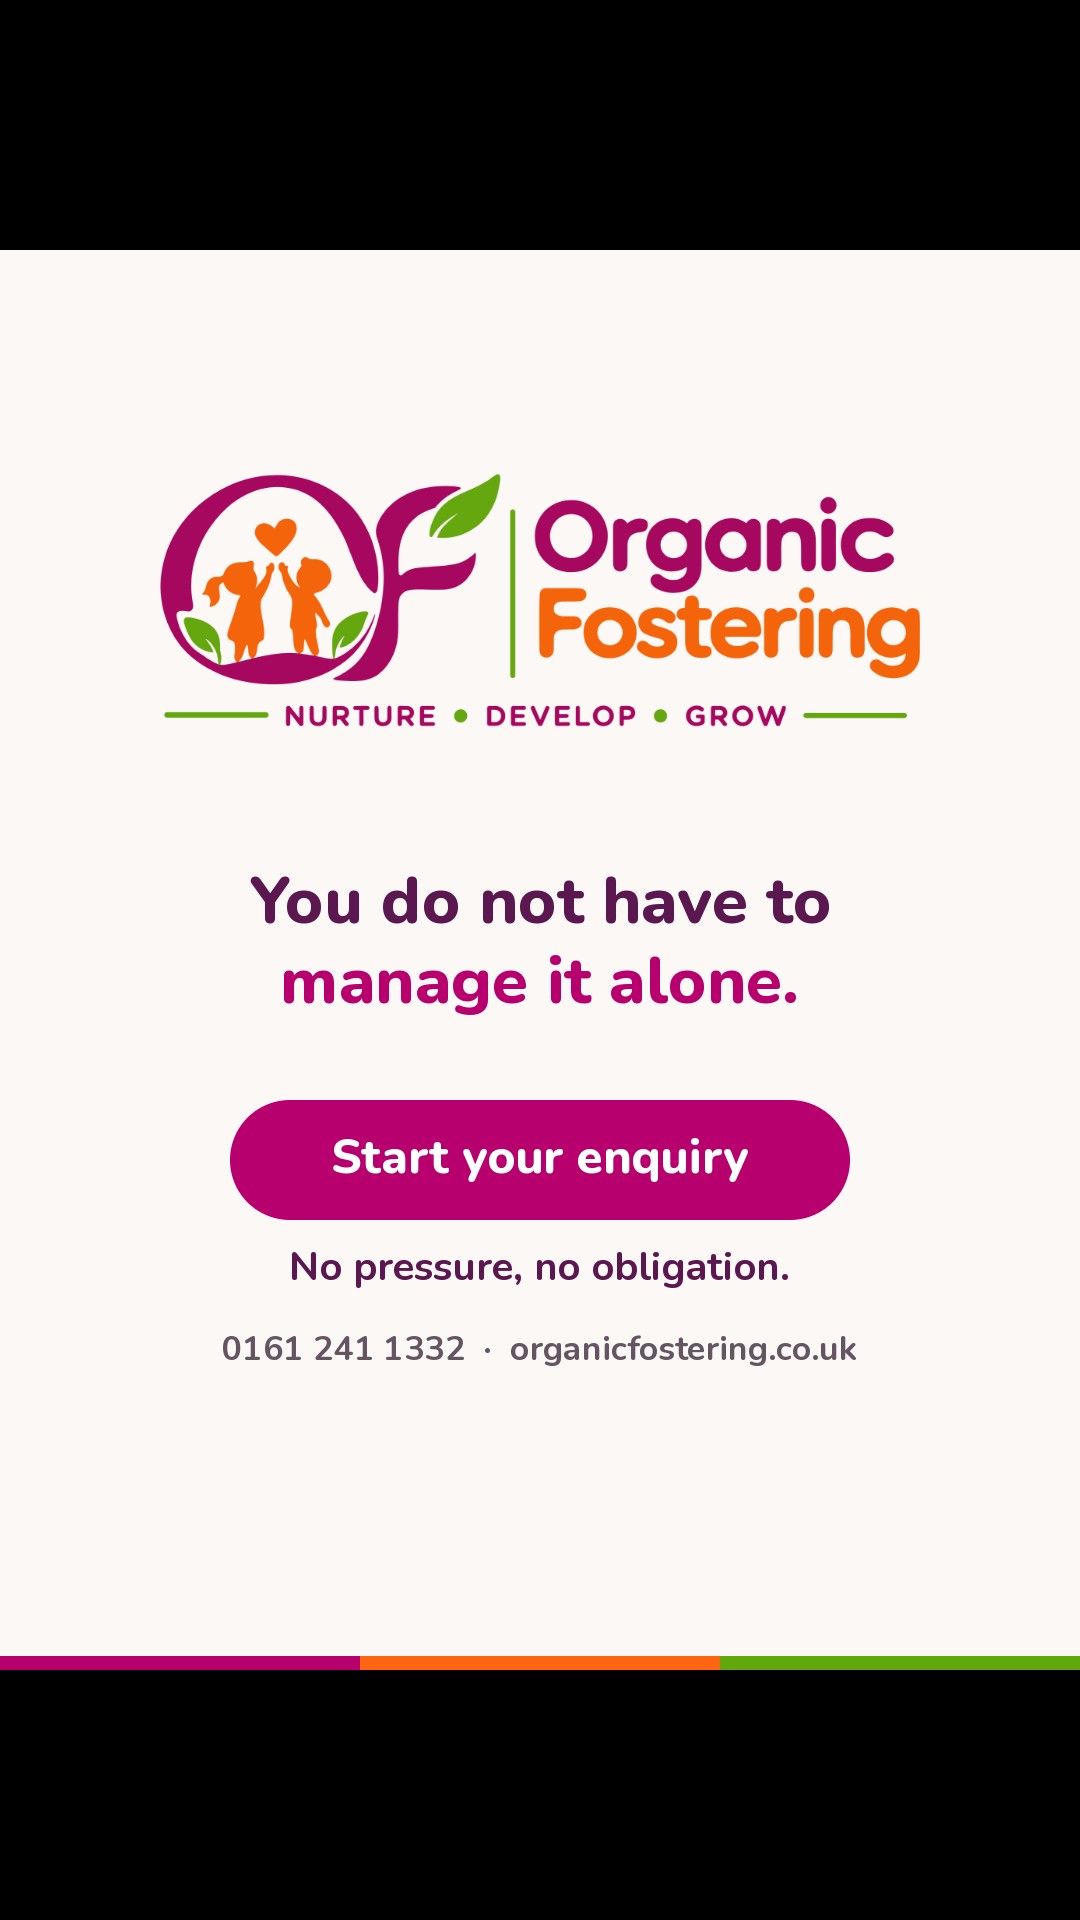 OF
Organic
Fostering
NURTURE • DEVELOP • GROW
You do not have to
manage it alone.
Start your enquiry
No pressure, no obligation.
0161 241 1332 · organicfostering.co.uk